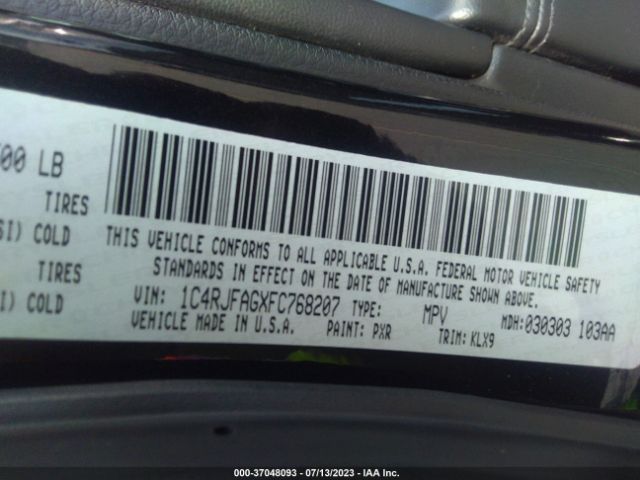 00 LB
TIRES
SI) COLD
TIRES
I) COLD
THIS VEHICLE CONFORMS TO ALL APPLICABLE U.S.A. FEDERAL MOTOR VEHICLE SAFETY
STANDARDS IN EFFECT ON THE DATE OF MANUFACTURE SHOWN ABOVE.
VIN: 1C4RJFAGXFC768207 TYPE: MPV MDH:030303 103AA
VEHICLE MADE IN U.S.A. PAINT: PXR TRIM: KLX9
000-37048093 - 07/13/2023 - IAA Inc.